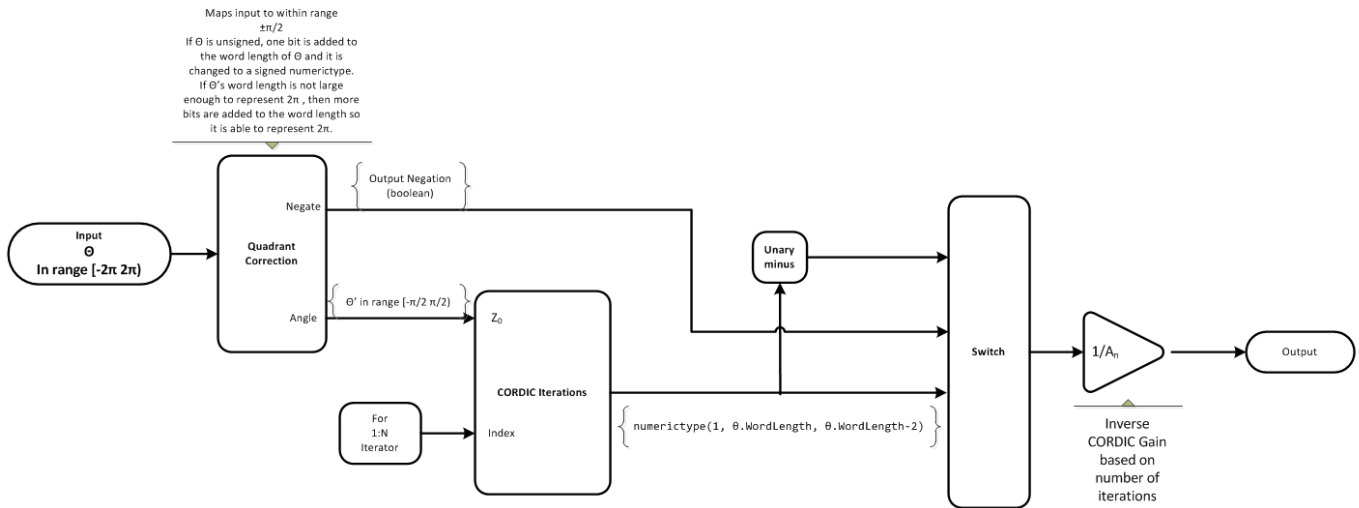 Maps input to within range
±π/2
If Θ is unsigned, one bit is added to
the word length of Θ and it is
changed to a signed numerictype.
If Θ's word length is not large
enough to represent 2π , then more
bits are added to the word length so
it is able to represent 2π.
Output Negation
(boolean)
Negate
Input
Θ
In range [-2π 2π)
Quadrant
Correction
Unary
minus
Θ' in range [-π/2 π/2)
Angle
Z₀
Switch
1/Aₙ
Output
CORDIC Iterations
For
1:N
Iterator
Index
numerictype(1, θ.WordLength, θ.WordLength-2)
Inverse
CORDIC Gain
based on
number of
iterations